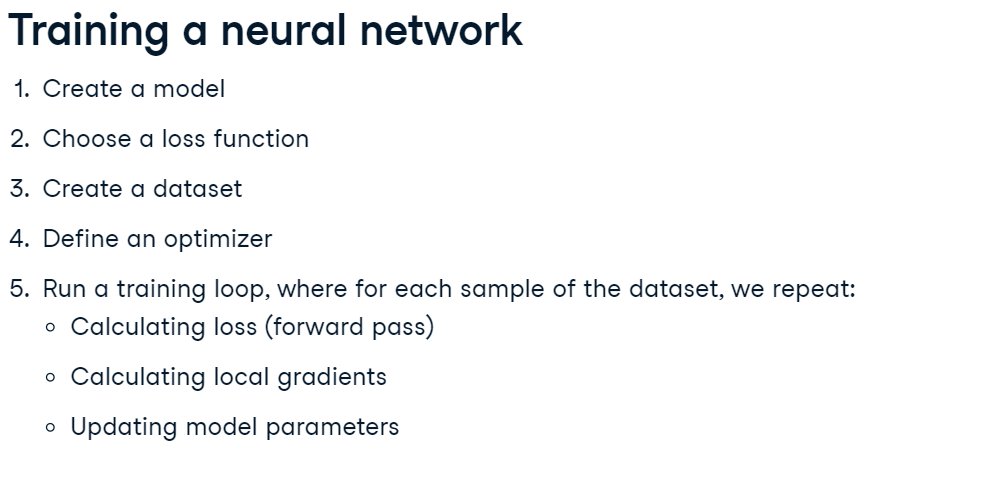 Training a neural network
1. Create a model
2. Choose a loss function
3. Create a dataset
4. Define an optimizer
5. Run a training loop, where for each sample of the dataset, we repeat:
◦ Calculating loss (forward pass)
◦ Calculating local gradients
◦ Updating model parameters